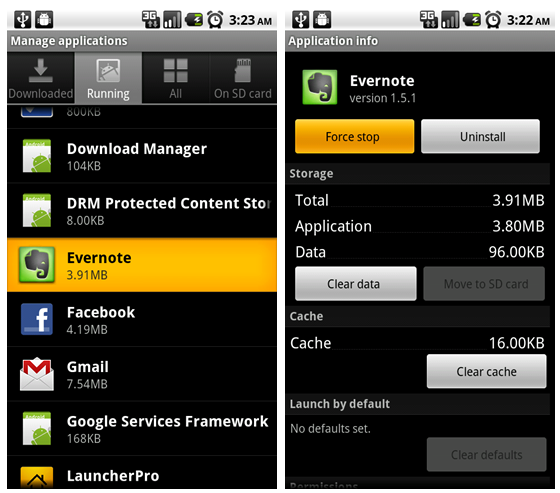 3G
3:23 AM
Manage applications
Downloaded
Running
All
On SD card
800KB
Download Manager
104KB
DRM Protected Content Stor
8.00KB
Evernote
3.91MB
Facebook
4.19MB
Gmail
7.54MB
Google Services Framework
168KB
LauncherPro
3G
3:22 AM
Application info
Evernote
version 1.5.1
Force stop
Uninstall
Storage
Total 3.91MB
Application 3.80MB
Data 96.00KB
Clear data
Move to SD card
Cache
Cache 16.00KB
Clear cache
Launch by default
No defaults set.
Clear defaults
Permissions